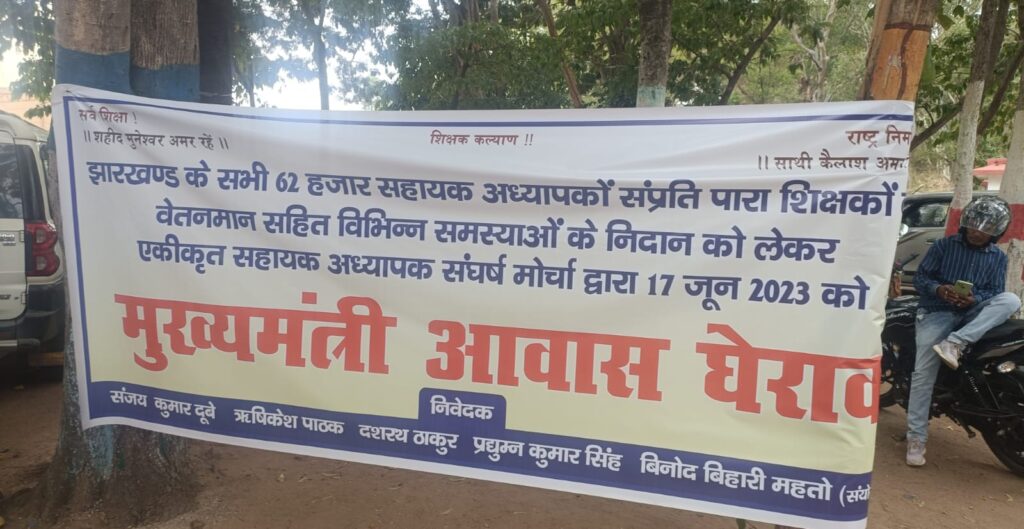 सर्व शिक्षा !
शिक्षक कल्याण !!
राष्ट्र
॥ शहीद चुनेश्वर अमर रहें ॥
॥ साथी कैलाश अमर
झारखण्ड के सभी 62 हजार सहायक अध्यापकों संप्रति पारा शिक्षकों
वेतनमान सहित विभिन्न समस्याओं के निदान को लेकर
एकीकृत सहायक अध्यापक संघर्ष मोर्चा द्वारा 17 जून 2023 को
मुख्यमंत्री आवास घेराव
निवेदक
संजय कुमार दूबे ऋषिकेश पाठक दशरथ ठाकुर प्रद्युम्न कुमार सिंह बिनोद बिहारी महतो